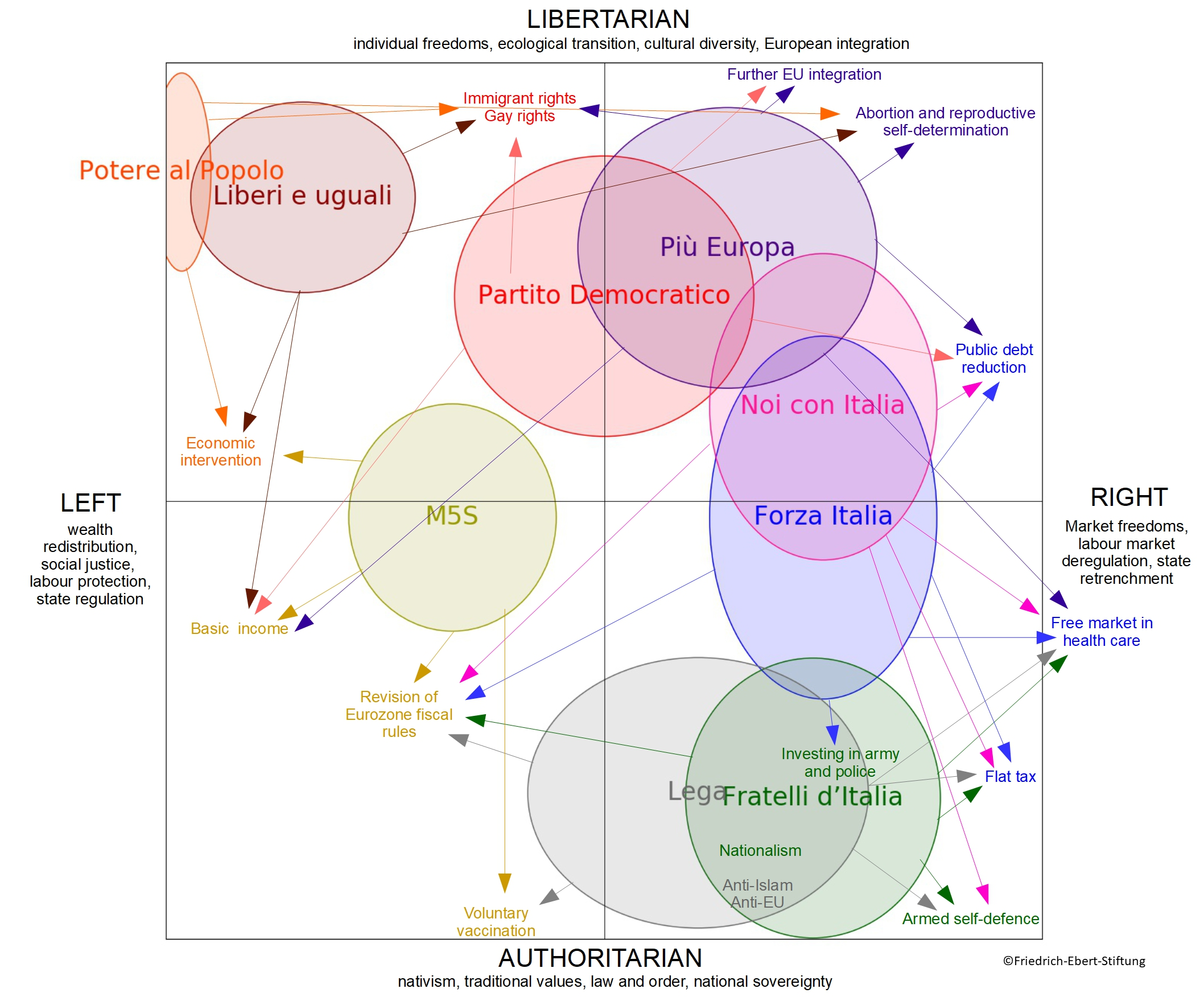 LIBERTARIAN
individual freedoms, ecological transition, cultural diversity, European integration
Further EU integration
Immigrant rights
Gay rights
Abortion and reproductive
self-determination
Potere al Popolo
Liberi e uguali
Più Europa
Partito Democratico
Public debt
reduction
Noi con Italia
Economic
intervention
LEFT
wealth
redistribution,
social justice,
labour protection,
state regulation
M5S
Forza Italia
RIGHT
Market freedoms,
labour market
deregulation, state
retrenchment
Basic income
Free market in
health care
Revision of
Eurozone fiscal
rules
Investing in army
and police
Flat tax
Lega
Fratelli d’Italia
Nationalism
Anti-Islam
Anti-EU
Voluntary
vaccination
Armed self-defence
AUTHORITARIAN
nativism, traditional values, law and order, national sovereignty
©Friedrich-Ebert-Stiftung